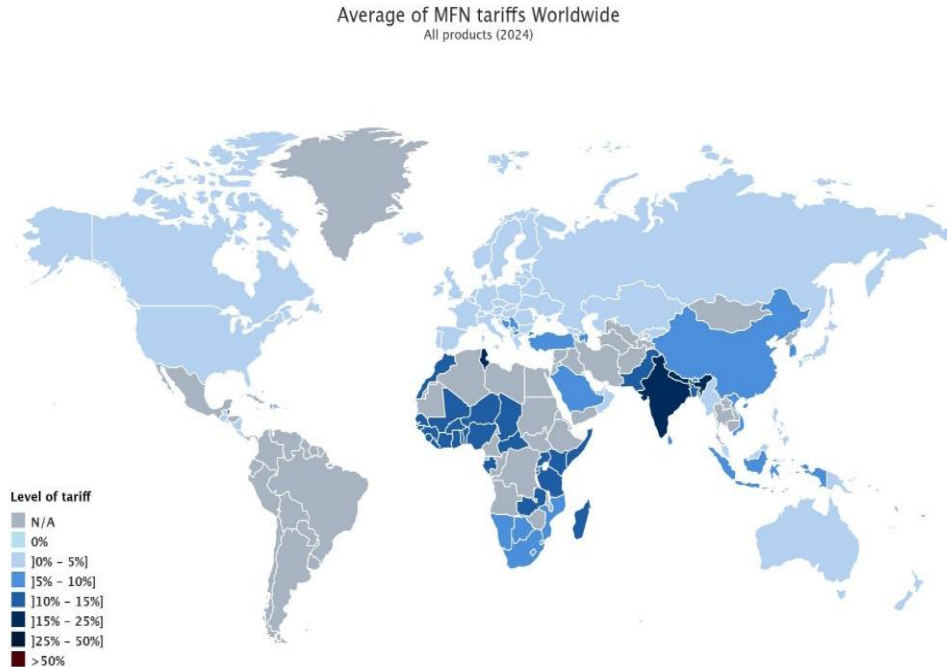 Average of MFN tariffs Worldwide
All products (2024)
Level of tariff
N/A
0%
]0% - 5%]
]5% - 10%]
]10% - 15%]
]15% - 25%]
]25% - 50%]
>50%